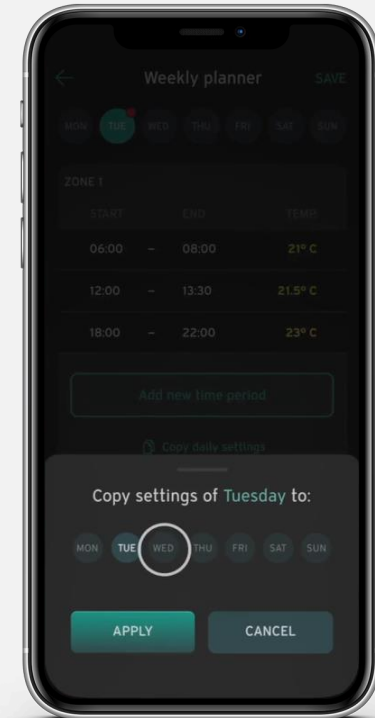 Weekly planner SAVE
MON TUE WED THU FRI SAT SUN
ZONE 1
START END TEMP.
06:00 – 08:00 21° C
12:00 – 13:30 21.5° C
18:00 – 22:00 23° C
Add new time period
Copy daily settings
Copy settings of Tuesday to:
MON TUE WED THU FRI SAT SUN
APPLY CANCEL